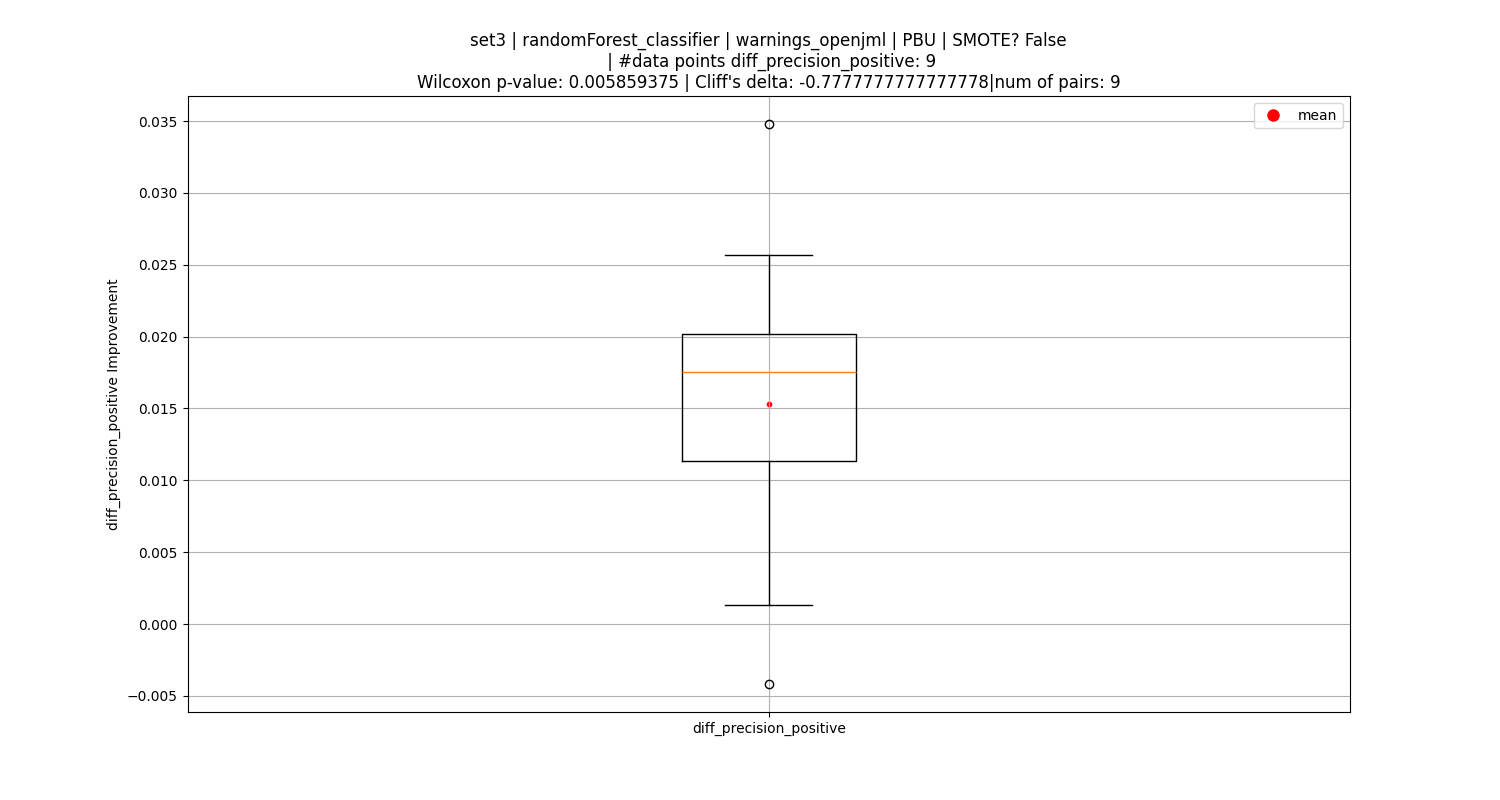 set3 | randomForest_classifier | warnings_openjml | PBU | SMOTE? False
| #data points diff_precision_positive: 9
Wilcoxon p-value: 0.005859375 | Cliff's delta: -0.7777777777777778|num of pairs: 9
mean
0.035
0.030
0.025
0.020
0.015
0.010
0.005
0.000
−0.005
diff_precision_positive Improvement
diff_precision_positive